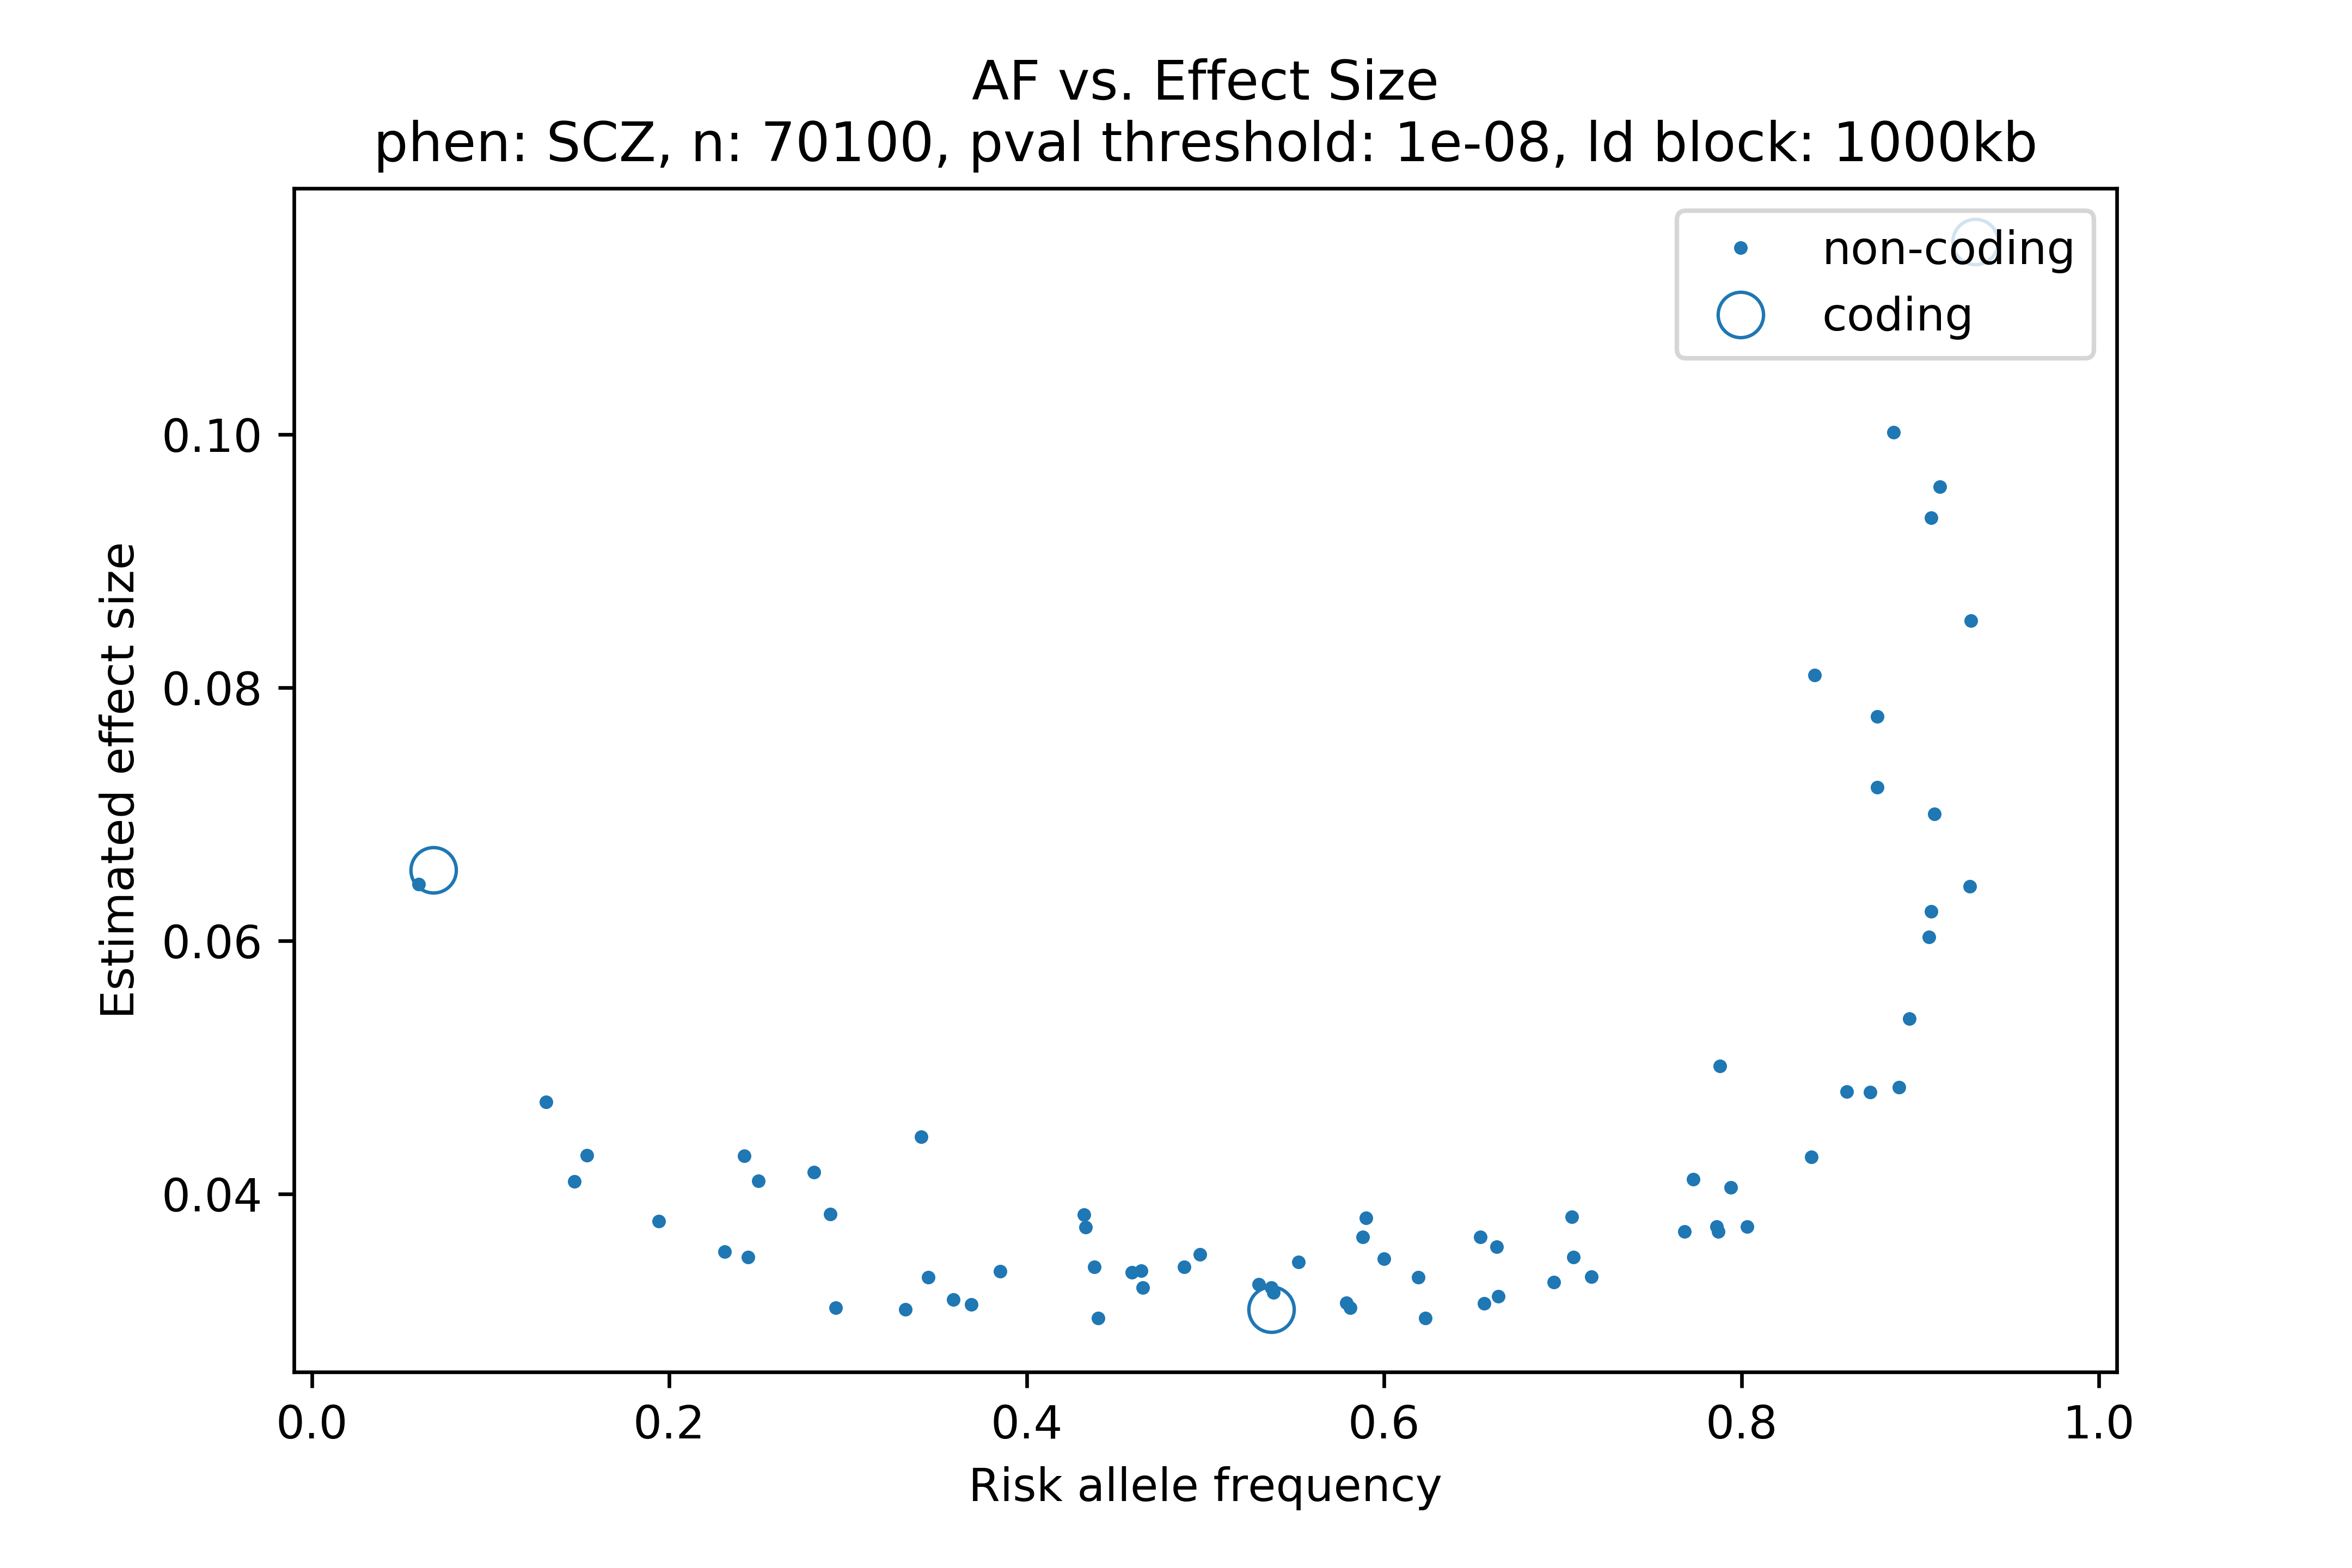 AF vs. Effect Size
phen: SCZ, n: 70100, pval threshold: 1e-08, ld block: 1000kb
non-coding
coding
0.10
0.08
0.06
0.04
Estimated effect size
0.0 0.2 0.4 0.6 0.8 1.0
Risk allele frequency